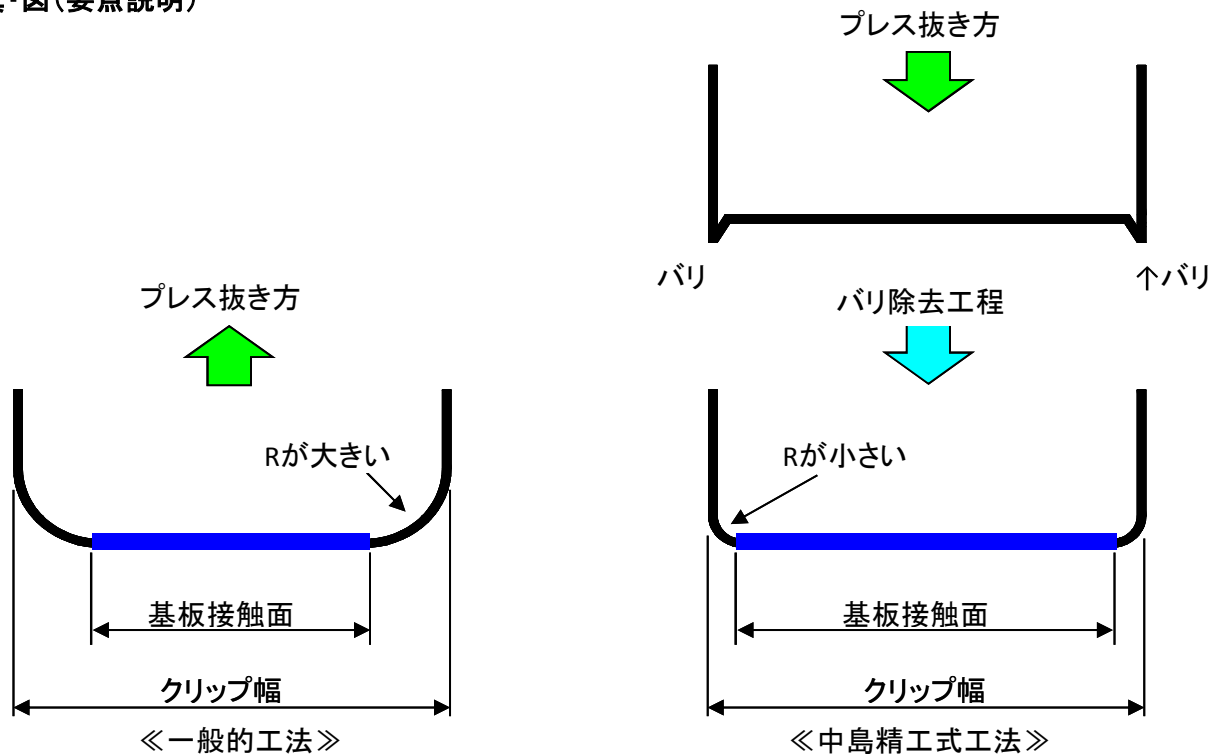 図(要点説明)
プレス抜き方
バリ
↑バリ
プレス抜き方
バリ除去工程
Rが大きい
Rが小さい
基板接触面
基板接触面
クリップ幅
クリップ幅
≪一般的工法≫
≪中島精工式工法≫